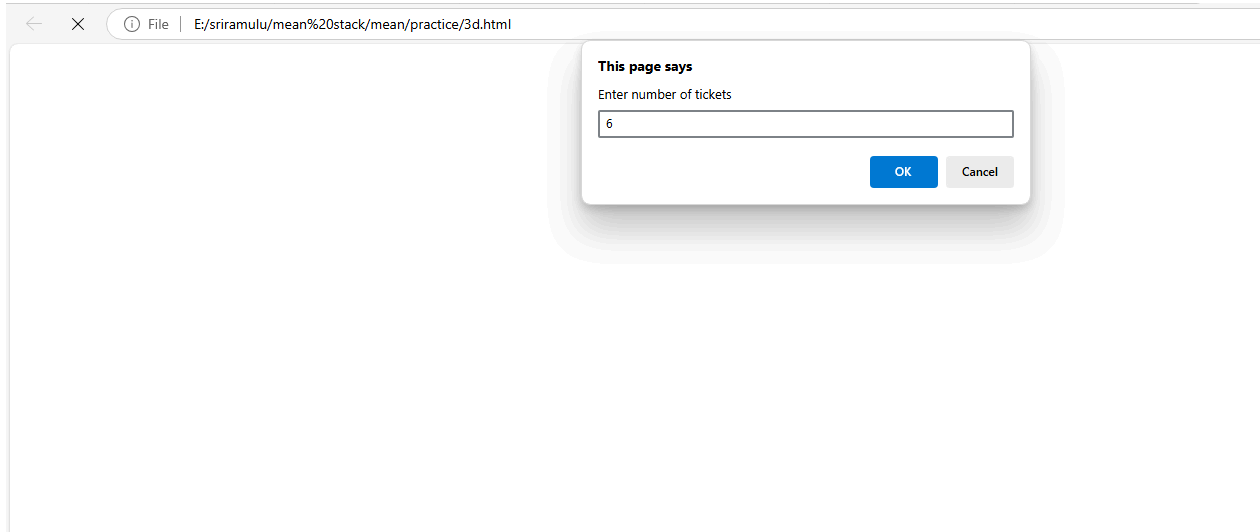 File E:/sriramulu/mean%20stack/mean/practice/3d.html
This page says
Enter number of tickets
6
OK Cancel